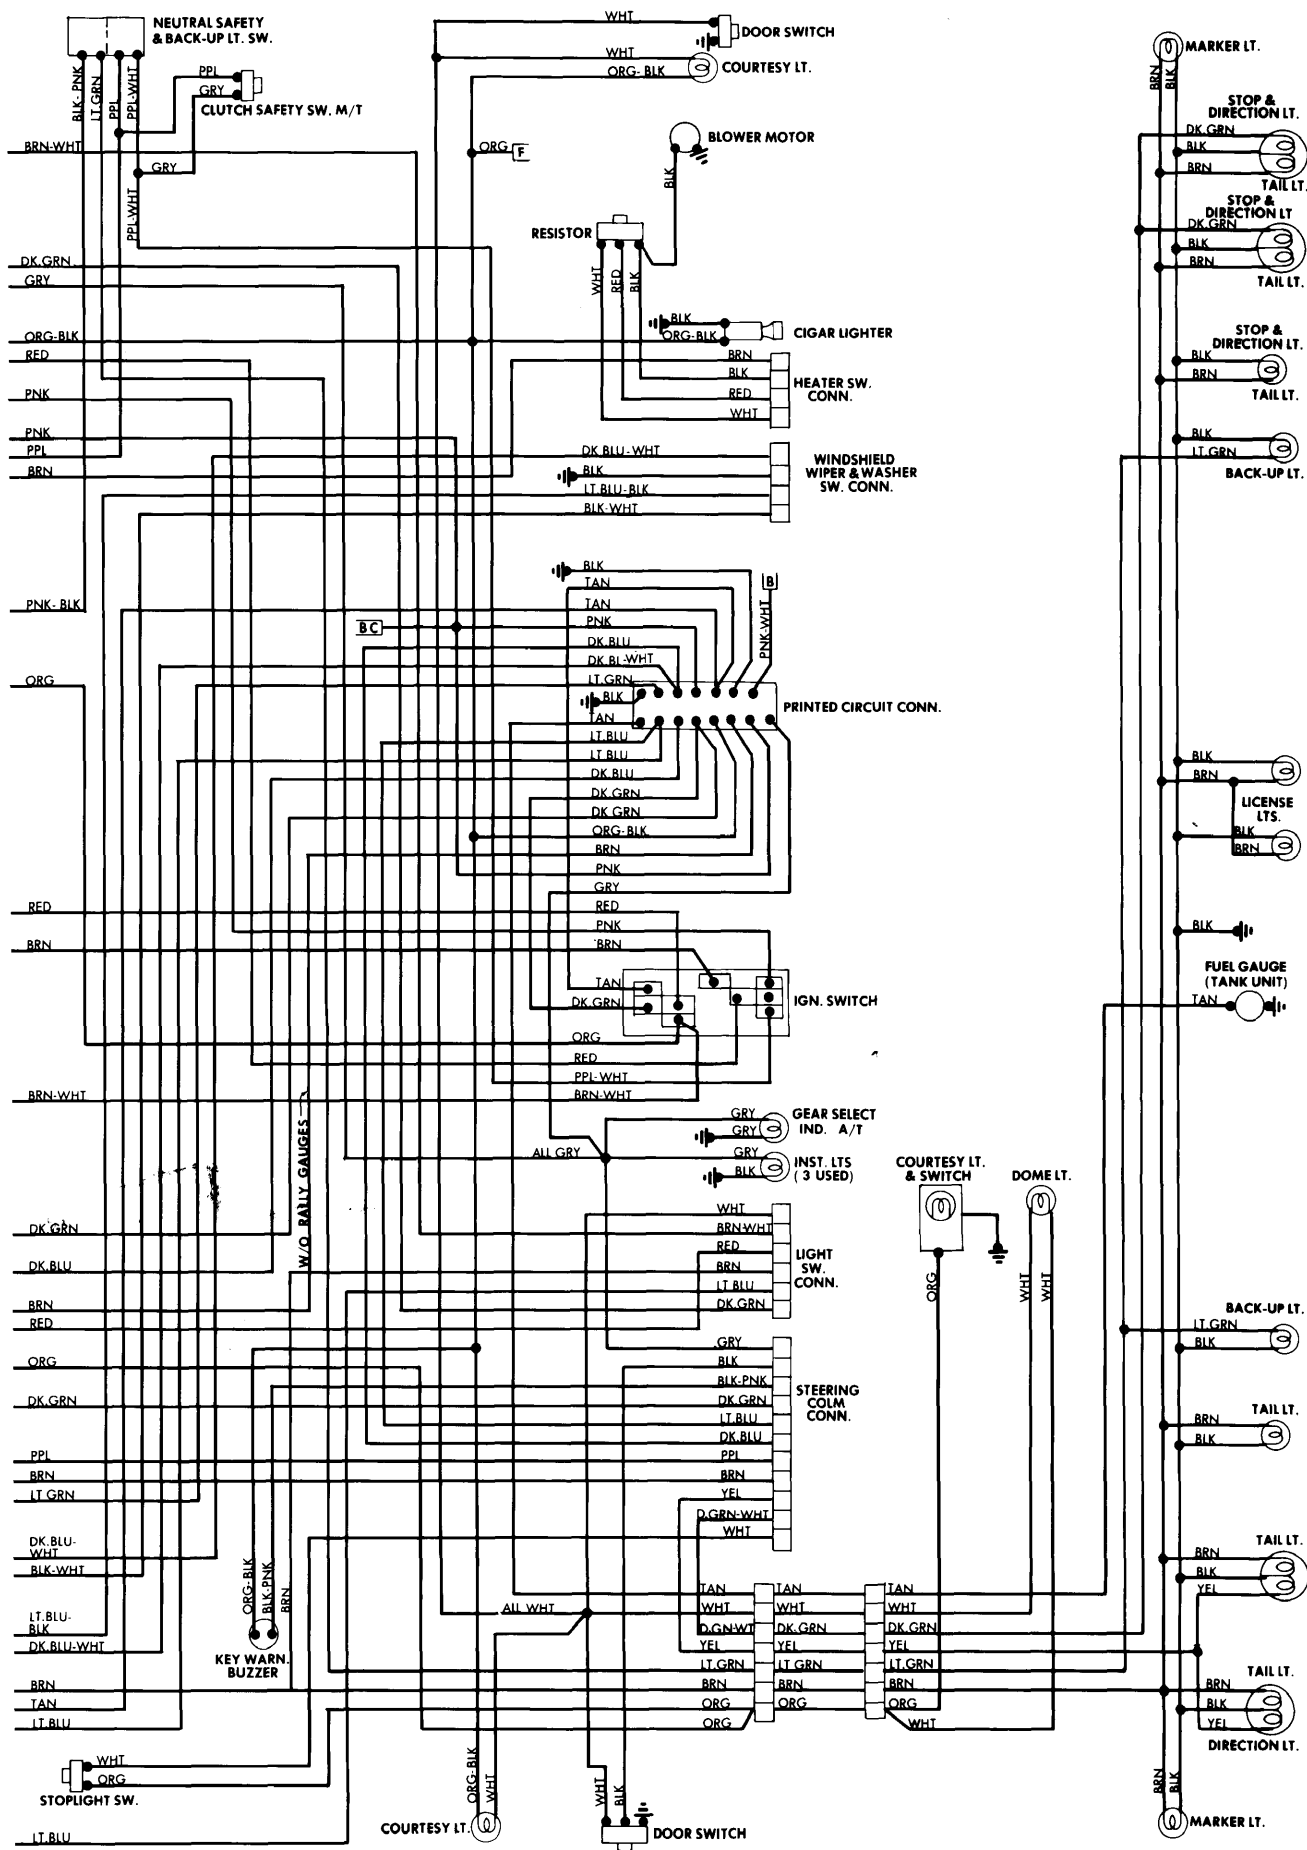 NEUTRAL SAFETY
& BACK-UP LT. SW.
BLK-PNK
LT.GRN
PPL
PPL-WHT
PPL
GRY
CLUTCH SAFETY SW. M/T
BRN-WHT
GRY
PPL-WHT
DK.GRN
GRY
ORG-BLK
RED
PNK
PNK
PPL
BRN
PNK-BLK
ORG
RED
BRN
BRN-WHT
DK.GRN
DK.BLU
BRN
RED
ORG
DK.GRN
PPL
BRN
LT GRN
DK.BLU-
WHT
BLK-WHT
LT.BLU-
BLK
DK.BLU-WHT
BRN
TAN
LT.BLU
WHT
ORG
STOPLIGHT SW.
LT.BLU
W/O RALLY GAUGES
ORG-BLK
BLK-PNK
BRN
KEY WARN.
BUZZER
WHT
DOOR SWITCH
WHT
ORG-BLK
COURTESY LT.
ORG
F
BLOWER MOTOR
BLK
RESISTOR
WHT
RED
BLK
BLK
ORG-BLK
CIGAR LIGHTER
BRN
BLK
RED
WHT
HEATER SW.
CONN.
DK.BLU-WHT
BLK
LT.BLU-BLK
BLK-WHT
WINDSHIELD
WIPER & WASHER
SW. CONN.
BLK
TAN
TAN
PNK
B C
DK.BLU
DK BL-WHT
LT.GRN
BLK
TAN
B
PNK-WHT
PRINTED CIRCUIT CONN.
LT.BLU
LT BLU
DK.BLU
DK.GRN
DK GRN
ORG-BLK
BRN
PNK
GRY
RED
PNK
BRN
TAN
DK.GRN
IGN. SWITCH
ORG
RED
PPL-WHT
BRN-WHT
GRY
GRY
GEAR SELECT
IND. A/T
ALL GRY
GRY
BLK
INST. LTS
( 3 USED)
WHT
BRN-WHT
RED
BRN
LT BLU
DK.GRN
LIGHT
SW.
CONN.
GRY
BLK
BLK-PNK
DK.GRN
LT.BLU
DK.BLU
PPL
BRN
YEL
D.GRN-WHT
WHT
STEERING
COLM
CONN.
COURTESY LT.
& SWITCH
ORG
DOME LT.
WHT
WHT
TAN
WHT
D.GN-WT
YEL
LT.GRN
BRN
ORG
ORG
ALL WHT
TAN
WHT
DK.GRN
YEL
LT GRN
BRN
ORG
TAN
WHT
DK.GRN
YEL
LT.GRN
BRN
ORG
WHT
ORG-BLK
WHT
COURTESY LT.
WHT
BLK
DOOR SWITCH
MARKER LT.
BRN
BLK
STOP &
DIRECTION LT.
DK.GRN
BLK
BRN
TAIL LT.
STOP &
DIRECTION LT
DK.GRN
BLK
BRN
TAIL LT.
STOP &
DIRECTION LT.
BLK
BRN
TAIL LT.
BLK
LT.GRN
BACK-UP LT.
BLK
BRN
LICENSE
LTS.
BLK
BRN
BLK
FUEL GAUGE
(TANK UNIT)
TAN
BACK-UP LT.
LT.GRN
BLK
TAIL LT.
BRN
BLK
TAIL LT.
BRN
BLK
YEL
TAIL LT.
BRN
BLK
YEL
DIRECTION LT.
BRN
BLK
MARKER LT.